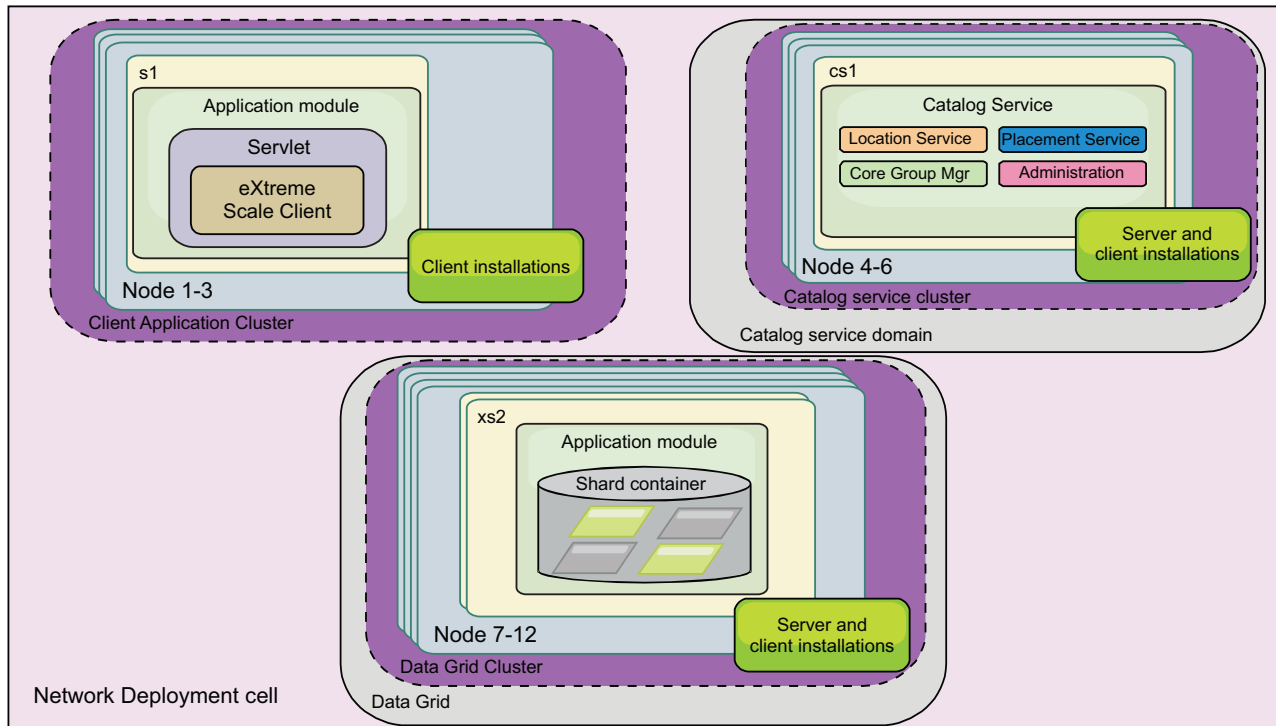 s1
Application module
Servlet
eXtreme
Scale Client
Client installations
Node 1-3
Client Application Cluster
cs1
Catalog Service
Location Service
Placement Service
Core Group Mgr
Administration
Server and
client installations
Node 4-6
Catalog service cluster
Catalog service domain
xs2
Application module
Shard container
Server and
client installations
Node 7-12
Data Grid Cluster
Data Grid
Network Deployment cell